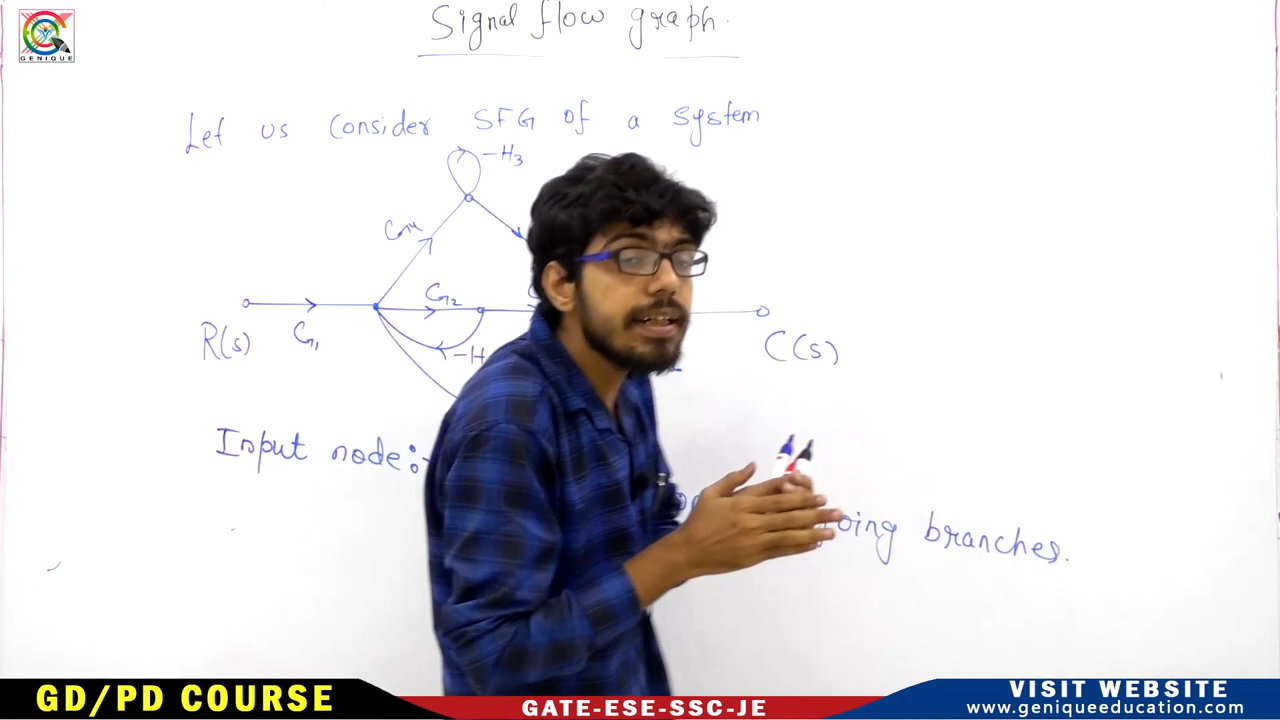 GENIQUE
Signal flow graph.
Let us consider SFG of a system
-H3
G4
G2
G1
R(s)
-H
C(s)
Input node:-
going branches.
GD/PD COURSE
GATE-ESE-SSC-JE
VISIT WEBSITE
www.geniqueeducation.com